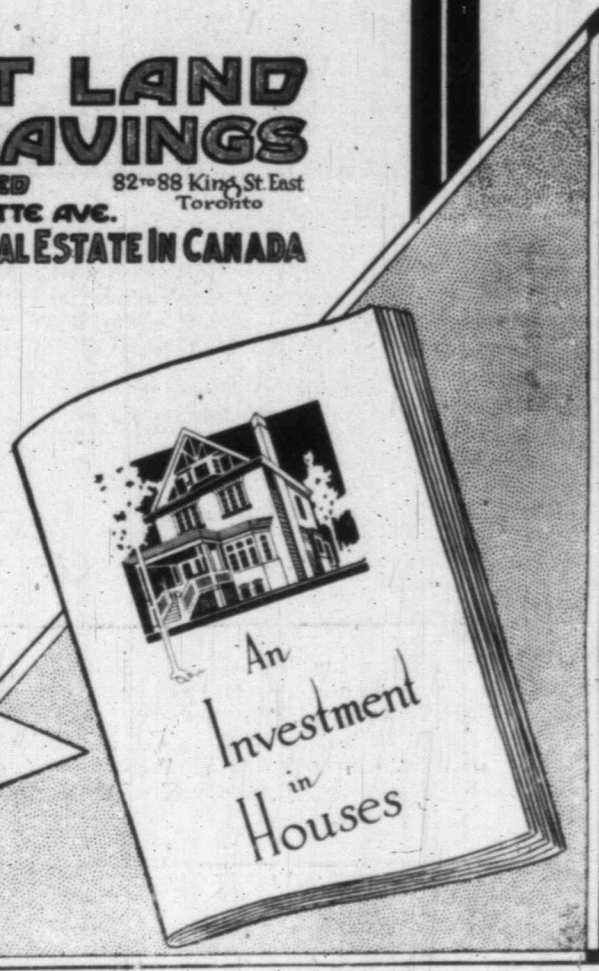 T LAND
AVINGS
ED 82 TO 88 King St. East
Toronto
TTE AVE.
AL ESTATE IN CANADA
An
Investment
in
Houses